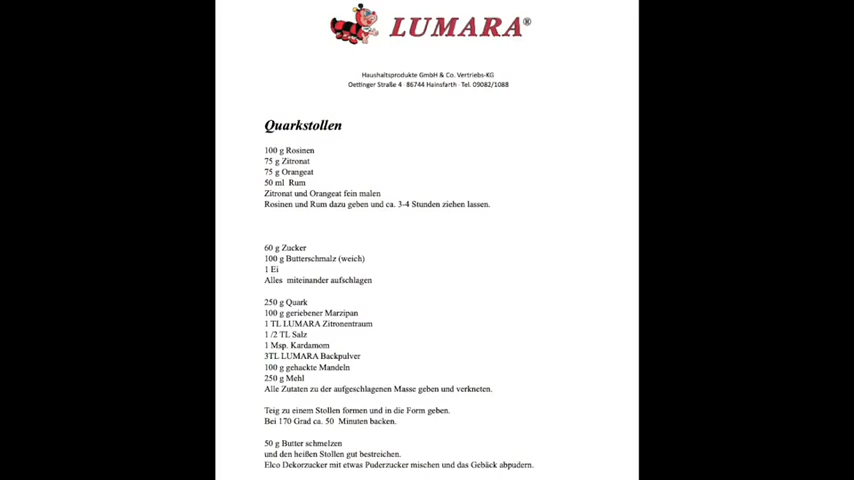 LUMARA®
Haushaltsprodukte GmbH & Co. Vertriebs-KG
Oettinger Straße 4 · 86744 Hainsfarth · Tel. 09082/1088
Quarkstollen
100 g Rosinen
75 g Zitronat
75 g Orangeat
50 ml  Rum
Zitronat und Orangeat fein malen
Rosinen und Rum dazu geben und ca. 3-4 Stunden ziehen lassen.
60 g Zucker
100 g Butterschmalz (weich)
1 Ei
Alles  miteinander aufschlagen
250 g Quark
100 g geriebener Marzipan
1 TL LUMARA Zitronentraum
1 /2 TL Salz
1 Msp. Kardamom
3TL LUMARA Backpulver
100 g gehackte Mandeln
250 g Mehl
Alle Zutaten zu der aufgeschlagenen Masse geben und verkneten.
Teig zu einem Stollen formen und in die Form geben.
Bei 170 Grad ca. 50  Minuten backen.
50 g Butter schmelzen
und den heißen Stollen gut bestreichen.
Elco Dekorzucker mit etwas Puderzucker mischen und das Gebäck abpudern.